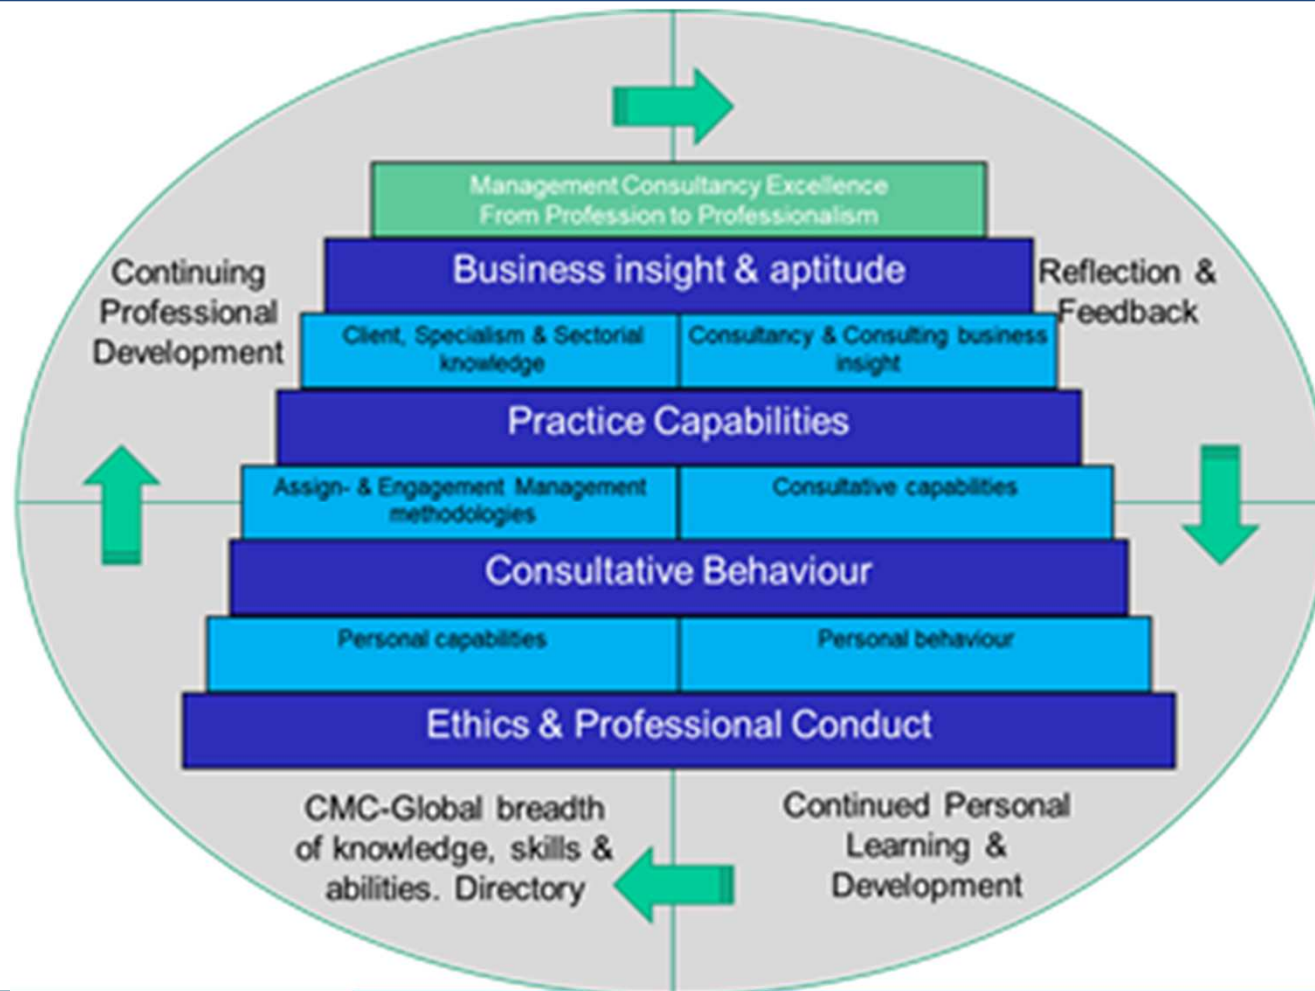 Management Consultancy Excellence
From Profession to Professionalism
Business insight & aptitude
Continuing
Professional
Development
Reflection &
Feedback
Client, Specialism & Sectorial
knowledge
Consultancy & Consulting business
insight
Practice Capabilities
Assign- & Engagement Management
methodologies
Consultative capabilities
Consultative Behaviour
Personal capabilities
Personal behaviour
Ethics & Professional Conduct
CMC-Global breadth
of knowledge, skills &
abilities. Directory
Continued Personal
Learning &
Development